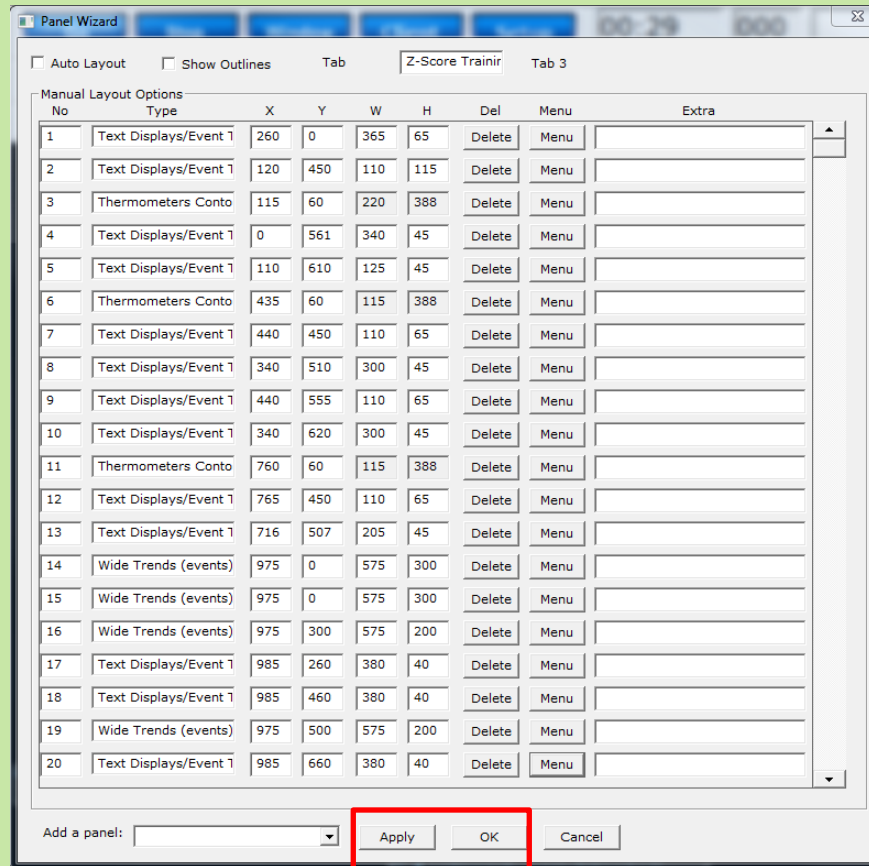 Panel Wizard
00:29 000
Auto Layout Show Outlines Tab Z-Score Trainir Tab 3
Manual Layout Options
No Type X Y W H Del Menu Extra
1 Text Displays/Event T 260 0 365 65 Delete Menu
2 Text Displays/Event T 120 450 110 115 Delete Menu
3 Thermometers Conto 115 60 220 388 Delete Menu
4 Text Displays/Event T 0 561 340 45 Delete Menu
5 Text Displays/Event T 110 610 125 45 Delete Menu
6 Thermometers Conto 435 60 115 388 Delete Menu
7 Text Displays/Event T 440 450 110 65 Delete Menu
8 Text Displays/Event T 340 510 300 45 Delete Menu
9 Text Displays/Event T 440 555 110 65 Delete Menu
10 Text Displays/Event T 340 620 300 45 Delete Menu
11 Thermometers Conto 760 60 115 388 Delete Menu
12 Text Displays/Event T 765 450 110 65 Delete Menu
13 Text Displays/Event T 716 507 205 45 Delete Menu
14 Wide Trends (events) 975 0 575 300 Delete Menu
15 Wide Trends (events) 975 0 575 300 Delete Menu
16 Wide Trends (events) 975 300 575 200 Delete Menu
17 Text Displays/Event T 985 260 380 40 Delete Menu
18 Text Displays/Event T 985 460 380 40 Delete Menu
19 Wide Trends (events) 975 500 575 200 Delete Menu
20 Text Displays/Event T 985 660 380 40 Delete Menu
Add a panel: Apply OK Cancel